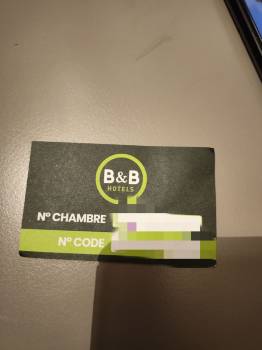 B&B
HOTELS
Nº CHAMBRE
Nº CODE